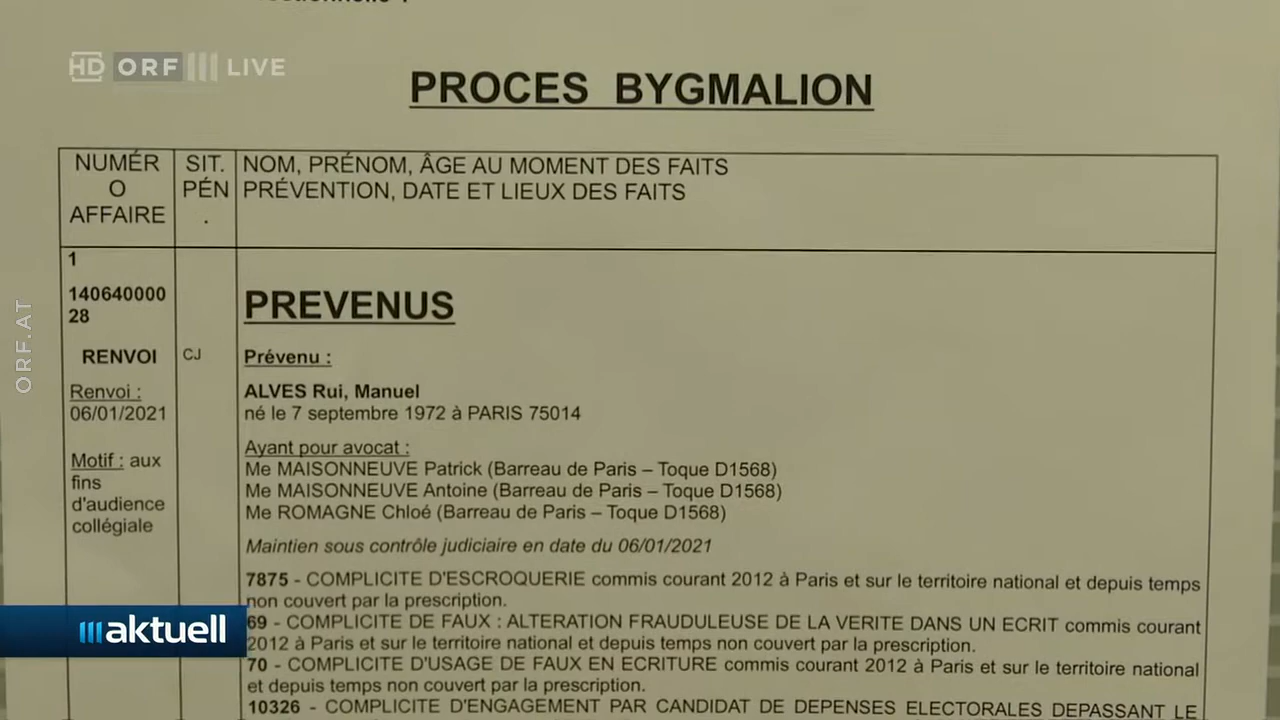 HD ORF III LIVE
PROCES BYGMALION
NUMÉR
O
AFFAIRE
SIT.
PÉN
.
NOM, PRÉNOM, ÂGE AU MOMENT DES FAITS
PRÉVENTION, DATE ET LIEUX DES FAITS
1
140640000
28
RENVOI
Renvoi :
06/01/2021
Motif : aux
fins
d'audience
collégiale
CJ
PREVENUS
Prévenu :
ALVES Rui, Manuel
né le 7 septembre 1972 à PARIS 75014
Ayant pour avocat :
Me MAISONNEUVE Patrick (Barreau de Paris – Toque D1568)
Me MAISONNEUVE Antoine (Barreau de Paris – Toque D1568)
Me ROMAGNE Chloé (Barreau de Paris – Toque D1568)
Maintien sous contrôle judiciaire en date du 06/01/2021
7875 - COMPLICITE D'ESCROQUERIE commis courant 2012 à Paris et sur le territoire national et depuis temps
non couvert par la prescription.
69 - COMPLICITE DE FAUX : ALTERATION FRAUDULEUSE DE LA VERITE DANS UN ECRIT commis courant
2012 à Paris et sur le territoire national et depuis temps non couvert par la prescription.
70 - COMPLICITE D'USAGE DE FAUX EN ECRITURE commis courant 2012 à Paris et sur le territoire national
et depuis temps non couvert par la prescription.
10326 - COMPLICITE D'ENGAGEMENT PAR CANDIDAT DE DEPENSES ELECTORALES DEPASSANT LE
ORF.AT
III aktuell